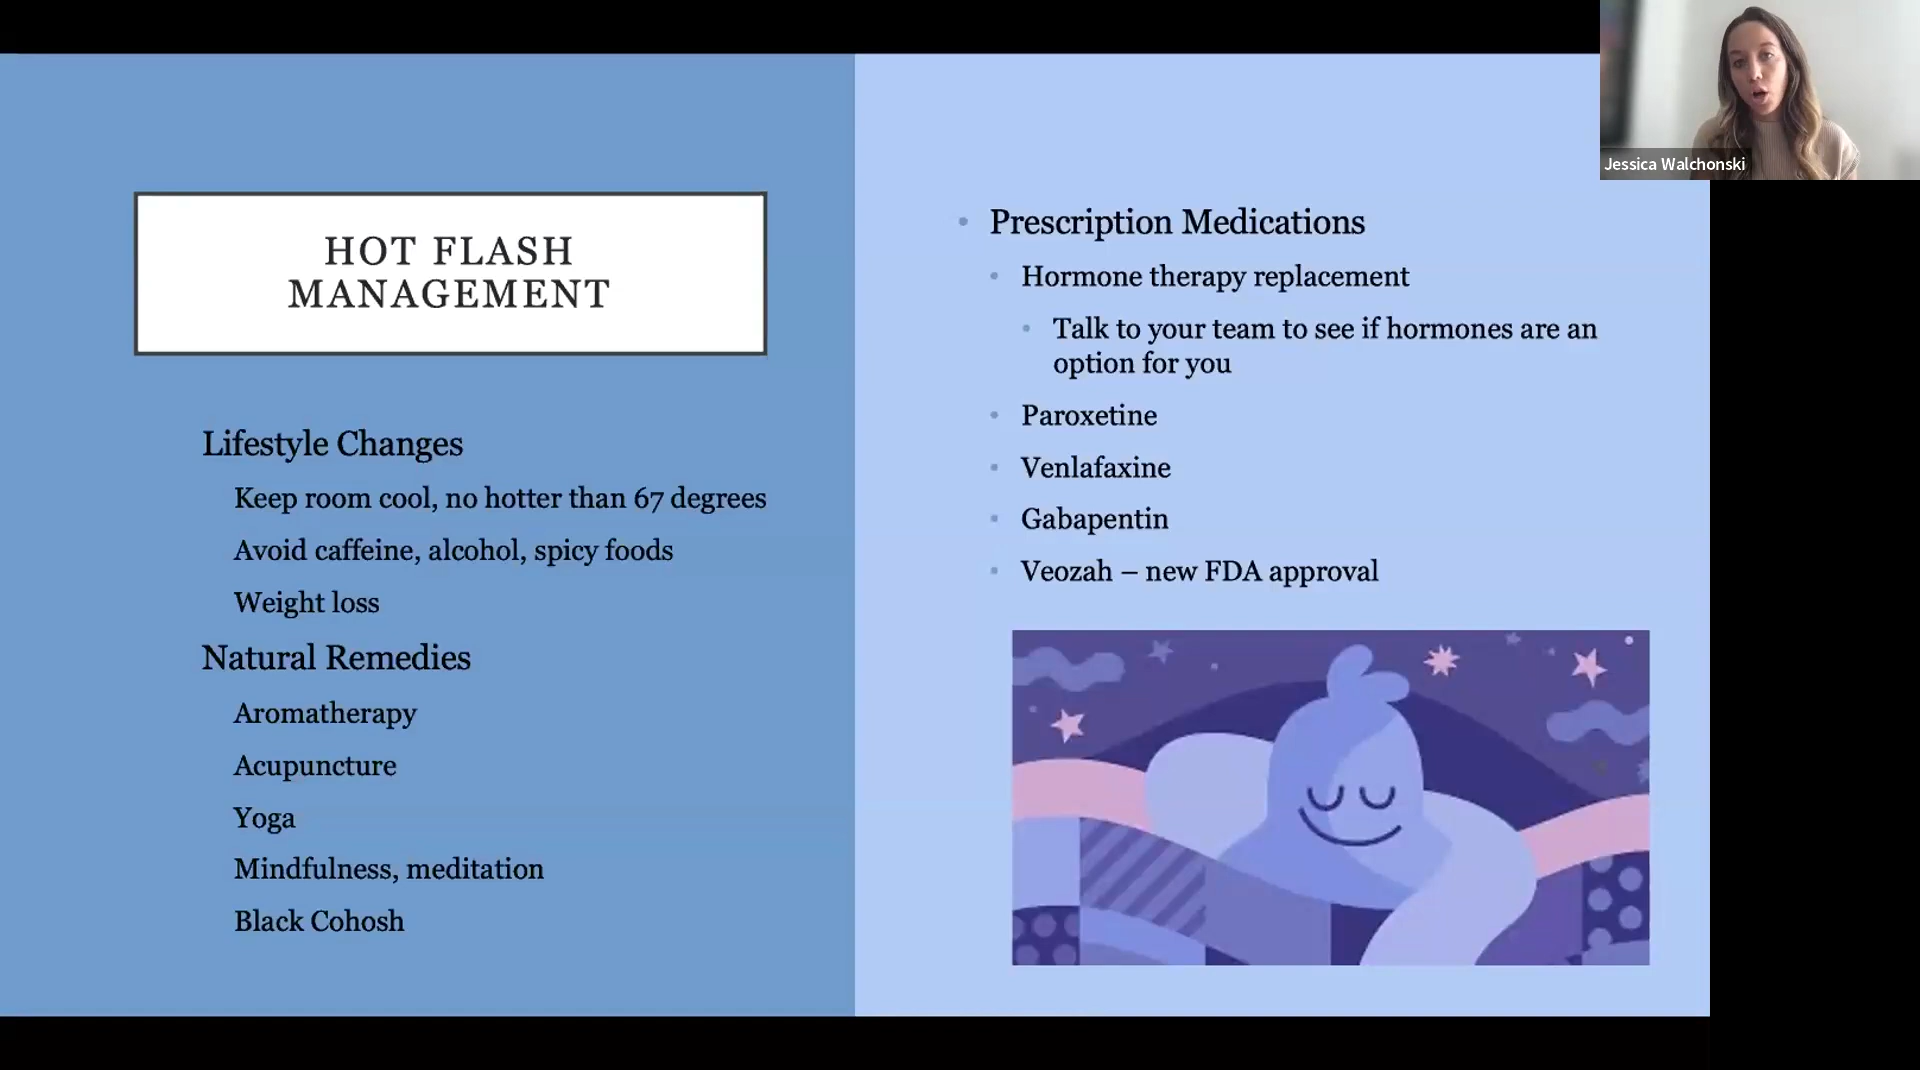 Jessica Walchonski
HOT FLASH
MANAGEMENT
Lifestyle Changes
Keep room cool, no hotter than 67 degrees
Avoid caffeine, alcohol, spicy foods
Weight loss
Natural Remedies
Aromatherapy
Acupuncture
Yoga
Mindfulness, meditation
Black Cohosh
• Prescription Medications
• Hormone therapy replacement
• Talk to your team to see if hormones are an
option for you
• Paroxetine
• Venlafaxine
• Gabapentin
• Veozah – new FDA approval